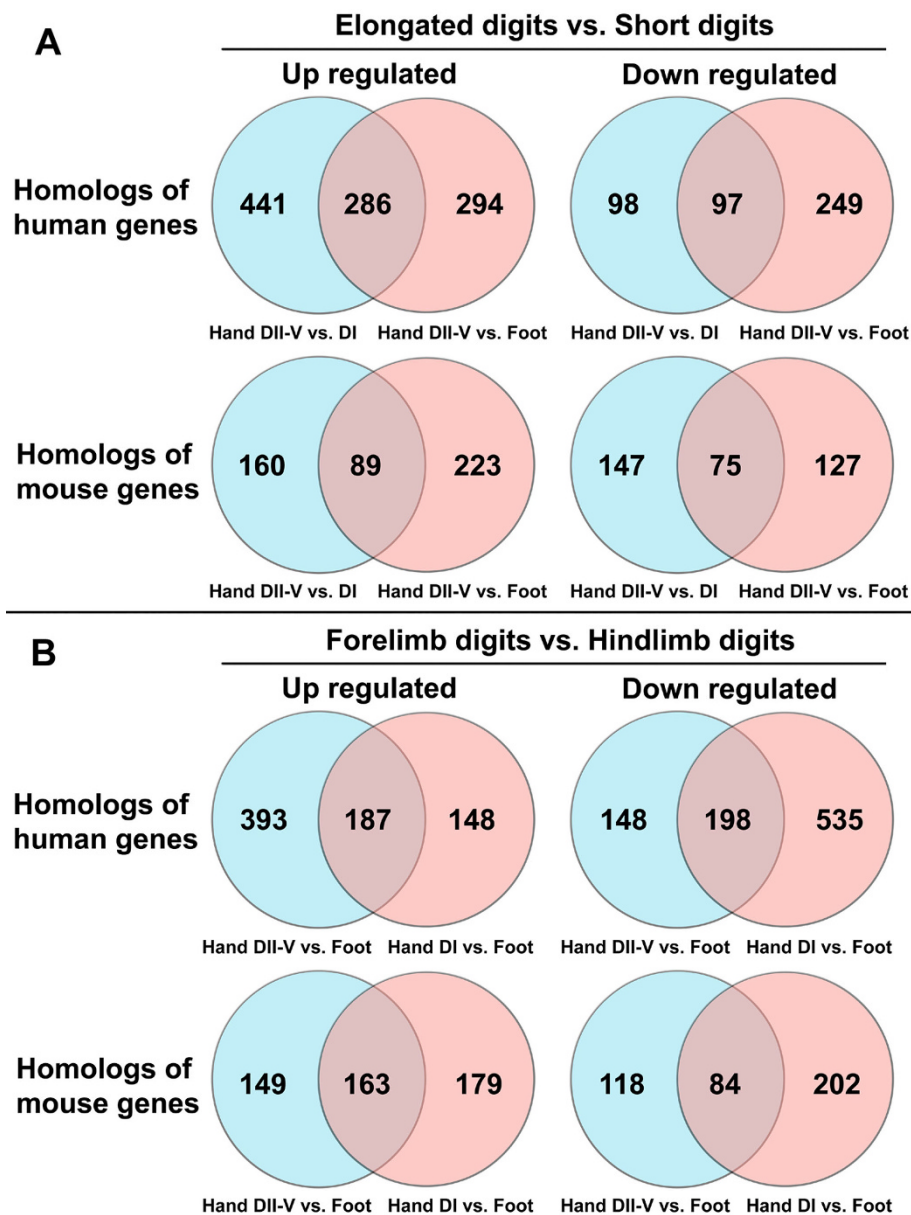 A
Elongated digits vs. Short digits
Up regulated
Down regulated
Homologs of
human genes
441
286
294
98
97
249
Hand DII-V vs. DI
Hand DII-V vs. Foot
Hand DII-V vs. DI
Hand DII-V vs. Foot
Homologs of
mouse genes
160
89
223
147
75
127
Hand DII-V vs. DI
Hand DII-V vs. Foot
Hand DII-V vs. DI
Hand DII-V vs. Foot
B
Forelimb digits vs. Hindlimb digits
Up regulated
Down regulated
Homologs of
human genes
393
187
148
148
198
535
Hand DII-V vs. Foot
Hand DI vs. Foot
Hand DII-V vs. Foot
Hand DI vs. Foot
Homologs of
mouse genes
149
163
179
118
84
202
Hand DII-V vs. Foot
Hand DI vs. Foot
Hand DII-V vs. Foot
Hand DI vs. Foot